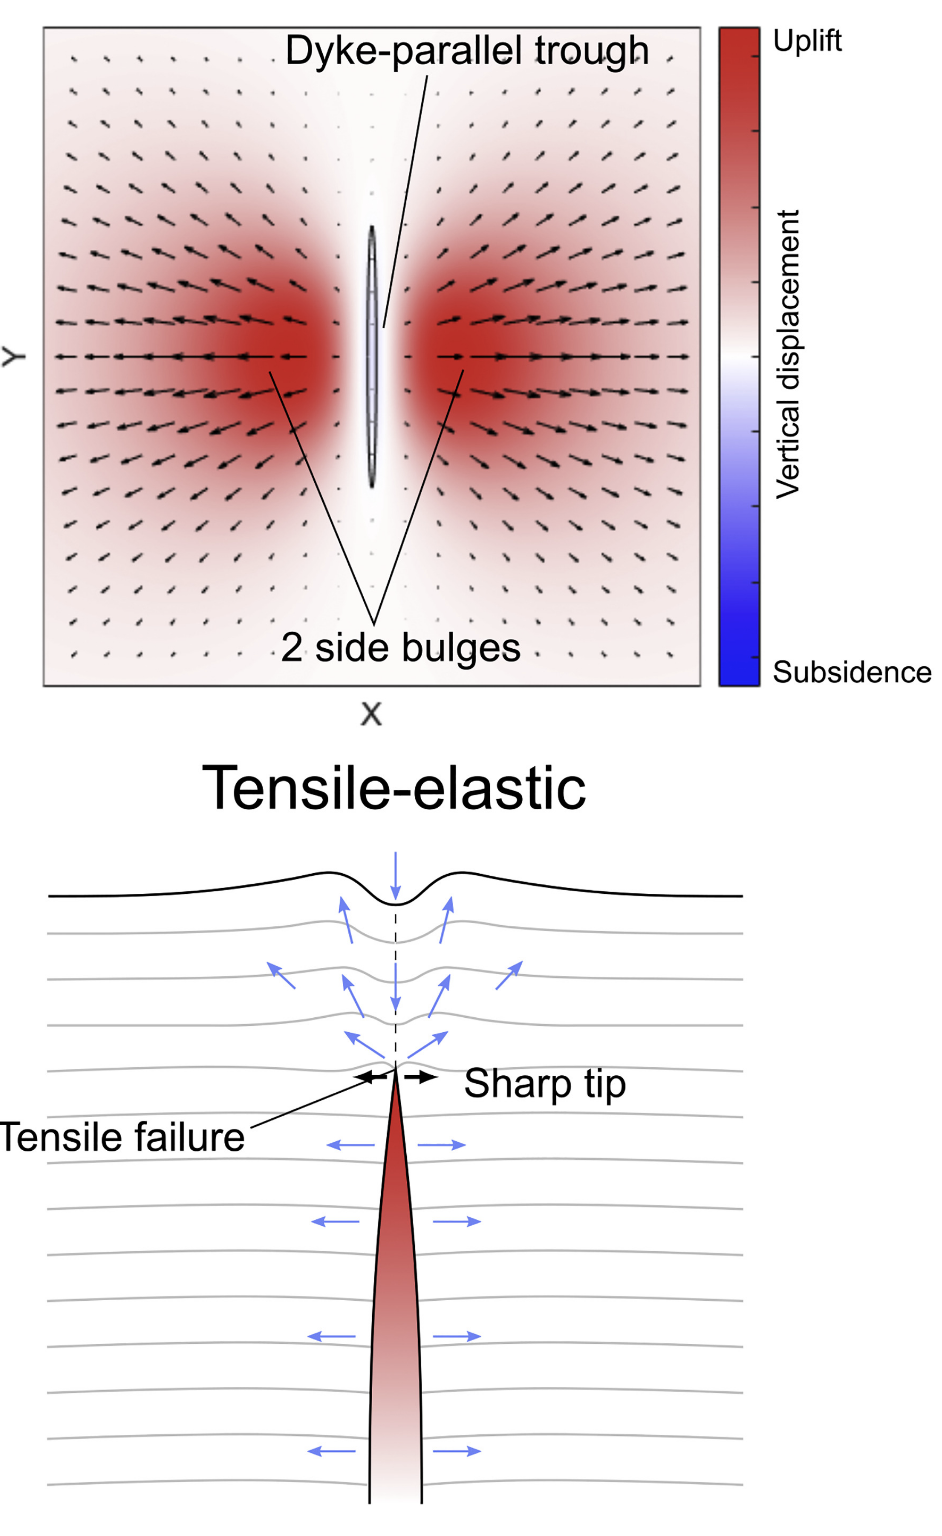 Dyke-parallel trough
Uplift
Vertical displacement
Y
2 side bulges
Subsidence
X
Tensile-elastic
Sharp tip
Tensile failure